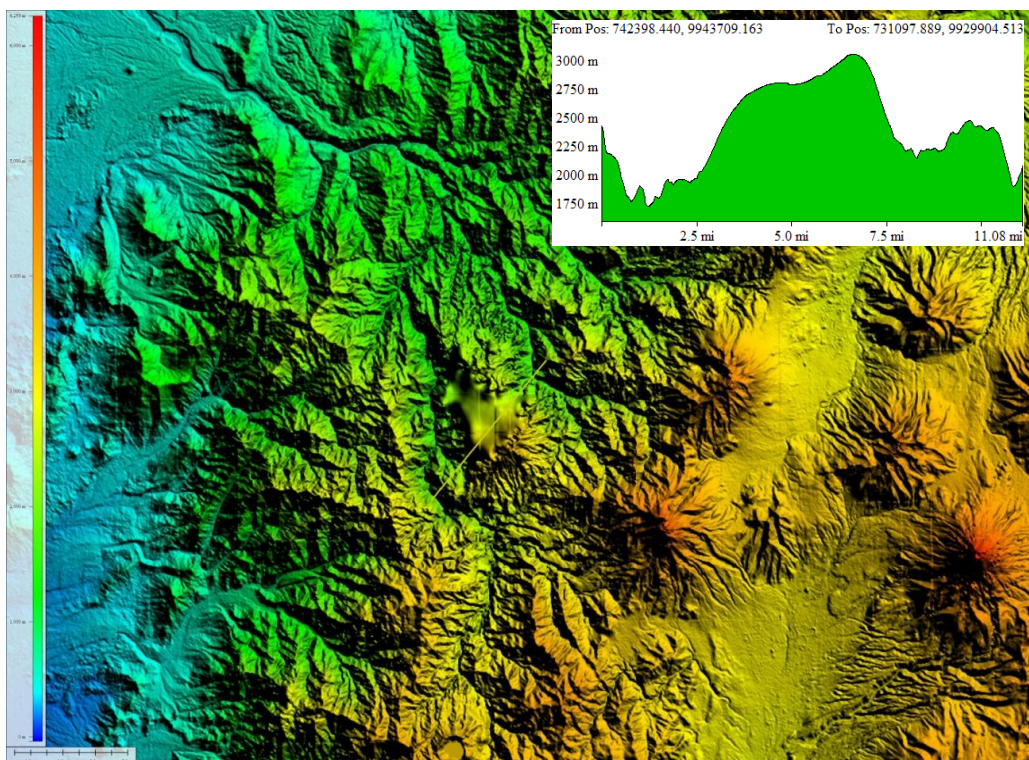 From Pos: 742398.440, 9943709.163 To Pos: 731097.889, 9929904.513
3000 m
2750 m
2500 m
2250 m
2000 m
1750 m
2.5 mi 5.0 mi 7.5 mi 11.08 mi